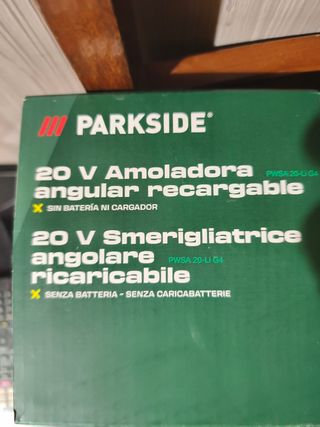 PARKSIDE®
20 V Amoladora PWSA 20-Li G4
angular recargable
SIN BATERÍA NI CARGADOR
20 V Smerigliatrice
angolare PWSA 20-Li G4
ricaricabile
SENZA BATTERIA - SENZA CARICABATTERIE